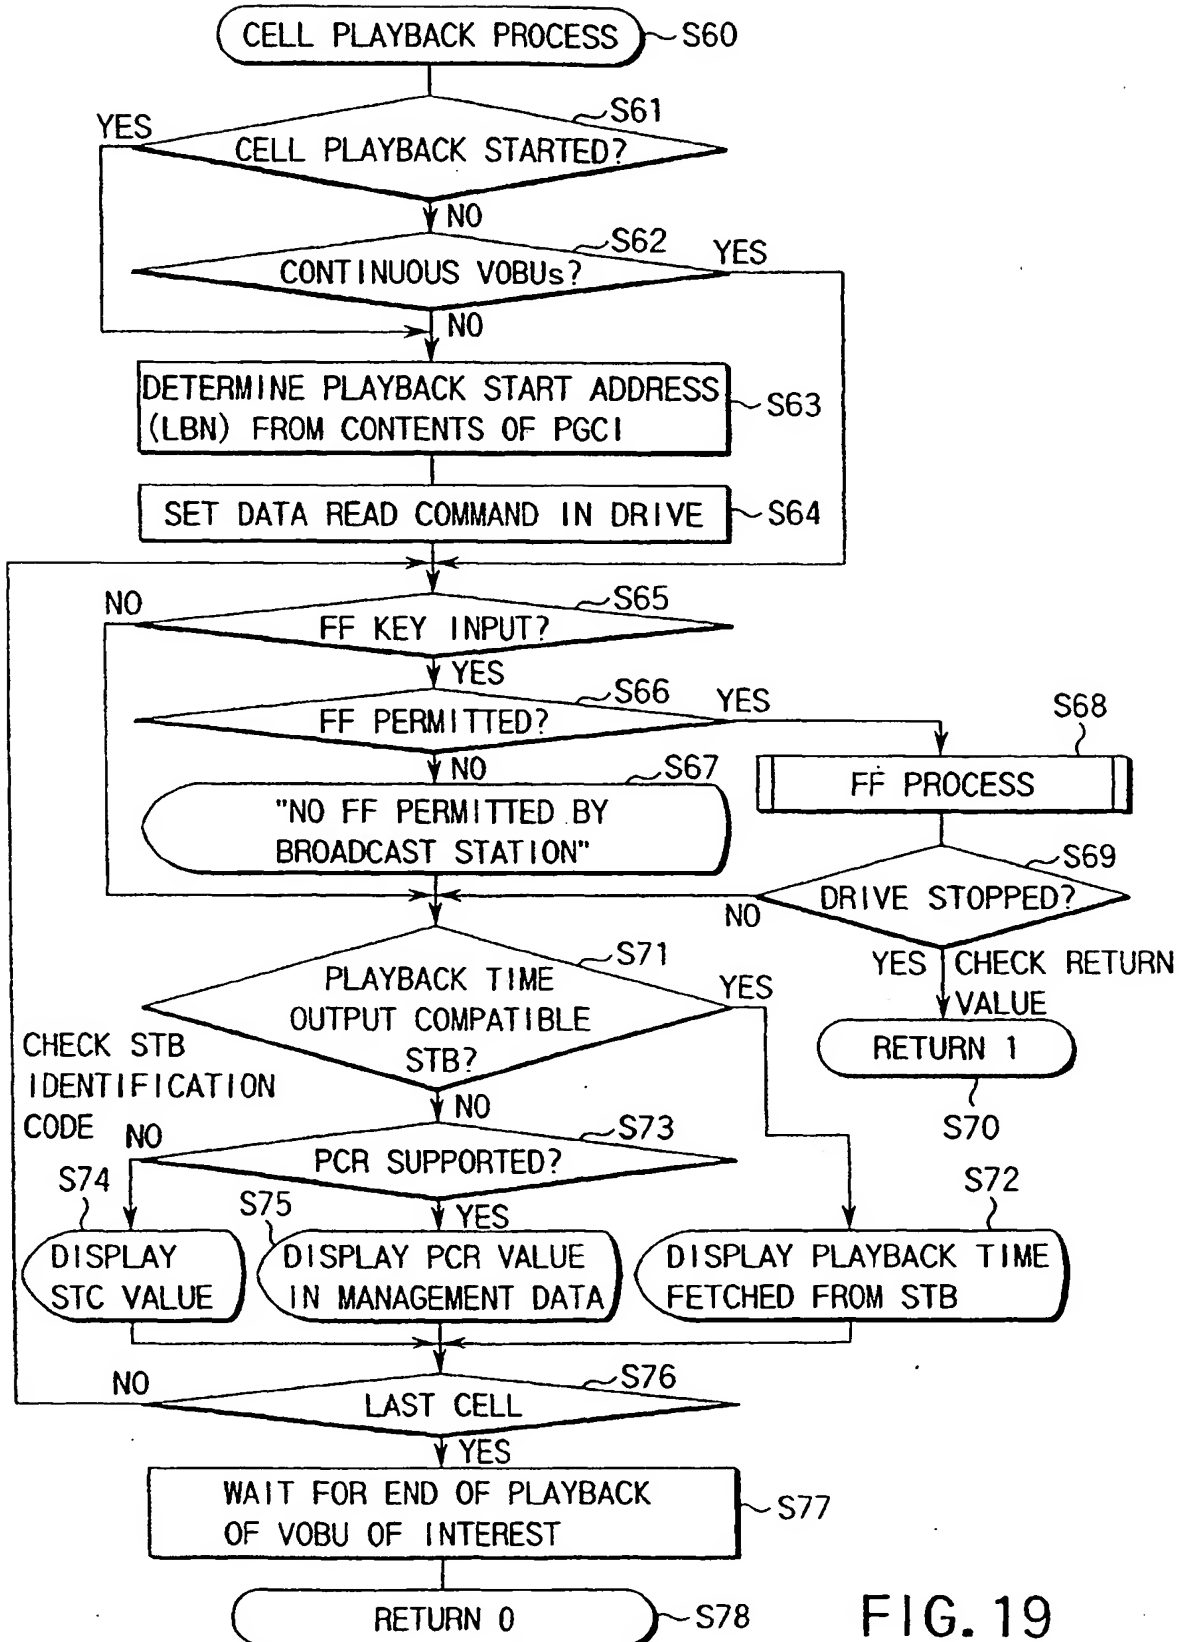 CELL PLAYBACK PROCESS
S60
S61
YES
CELL PLAYBACK STARTED?
NO
S62
YES
CONTINUOUS VOBUs?
NO
DETERMINE PLAYBACK START ADDRESS
(LBN) FROM CONTENTS OF PGCI
S63
SET DATA READ COMMAND IN DRIVE
S64
S65
NO
FF KEY INPUT?
YES
S66
YES
FF PERMITTED?
NO
S67
S68
FF PROCESS
"NO FF PERMITTED BY
BROADCAST STATION"
S69
DRIVE STOPPED?
NO
YES
CHECK RETURN
VALUE
RETURN 1
S70
S71
YES
PLAYBACK TIME
OUTPUT COMPATIBLE
STB?
CHECK STB
IDENTIFICATION
CODE
NO
NO
S73
PCR SUPPORTED?
S74
S75
YES
S72
DISPLAY
STC VALUE
DISPLAY PCR VALUE
IN MANAGEMENT DATA
DISPLAY PLAYBACK TIME
FETCHED FROM STB
NO
S76
LAST CELL
YES
WAIT FOR END OF PLAYBACK
OF VOBU OF INTEREST
S77
RETURN 0
S78
FIG. 19